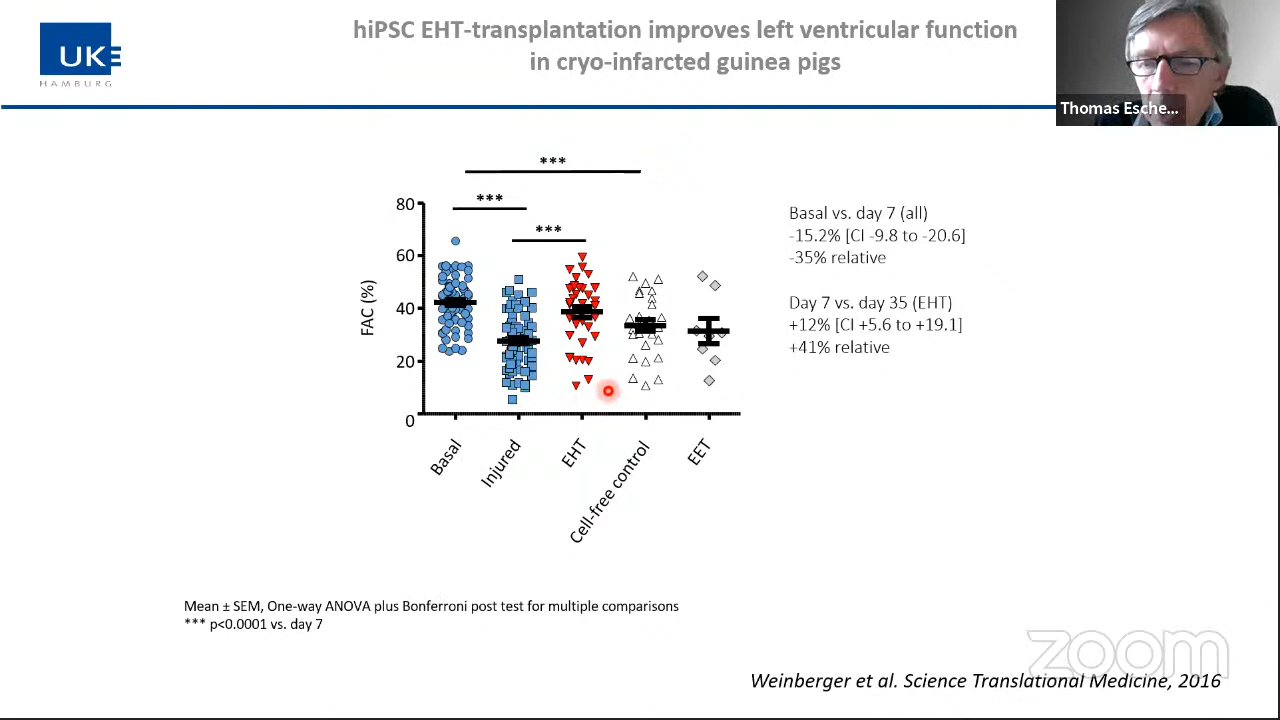 hiPSC EHT-transplantation improves left ventricular function
in cryo-infarcted guinea pigs
UKE
HAMBURG
Thomas Esche...
***
***
***
80
60
40
20
0
FAC (%)
Basal
Injured
EHT
Cell-free control
EET
Basal vs. day 7 (all)
-15.2% [CI -9.8 to -20.6]
-35% relative
Day 7 vs. day 35 (EHT)
+12% [CI +5.6 to +19.1]
+41% relative
Mean ± SEM, One-way ANOVA plus Bonferroni post test for multiple comparisons
*** p<0.0001 vs. day 7
zoom
Weinberger et al. Science Translational Medicine, 2016